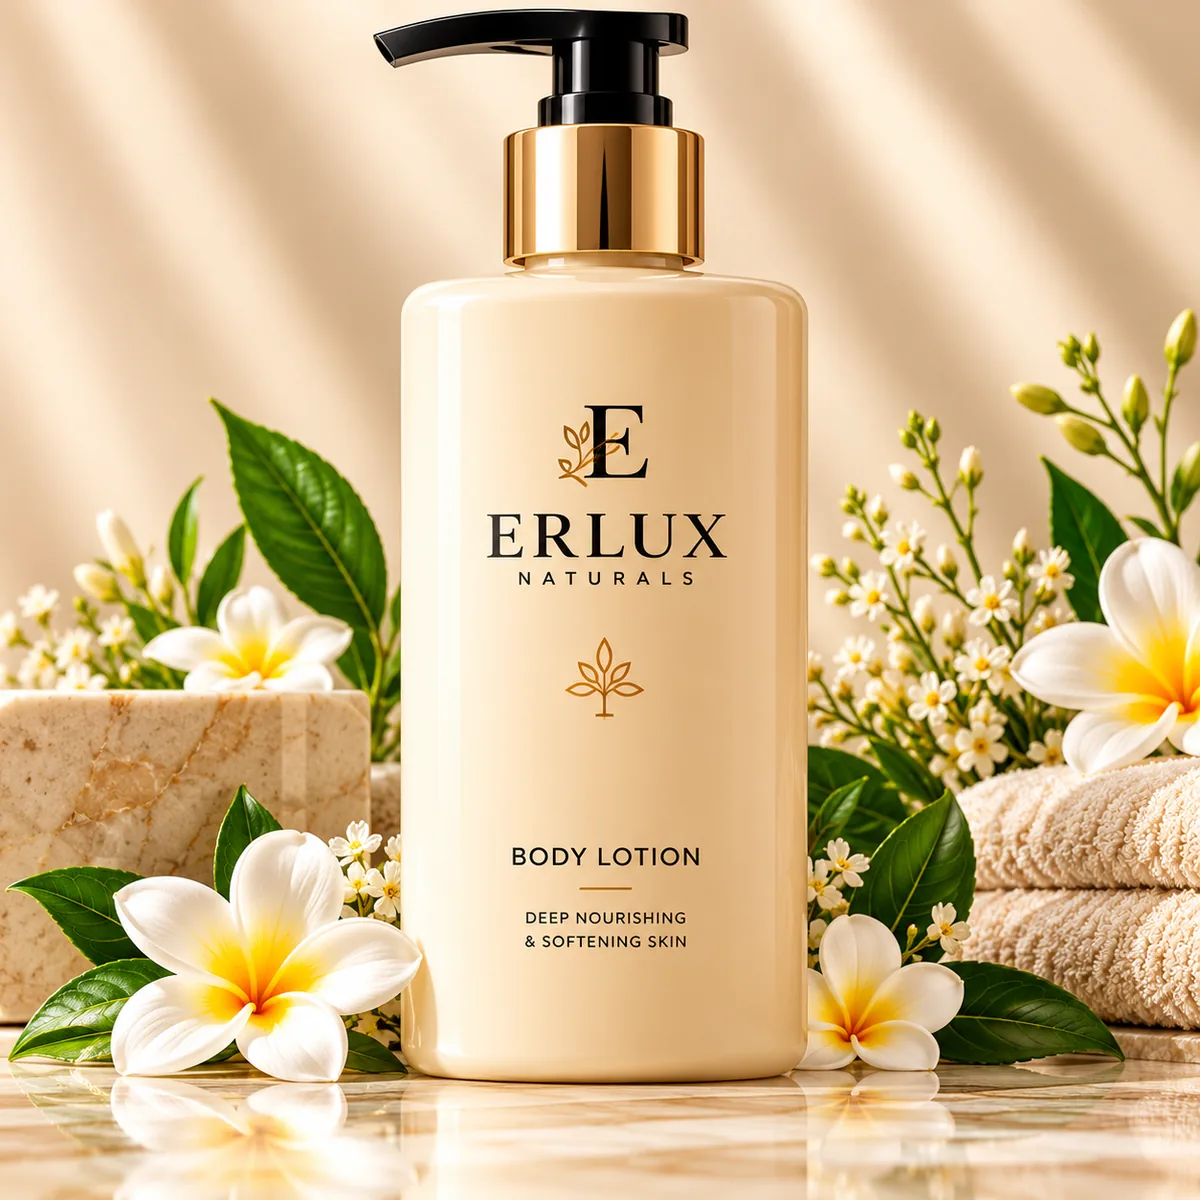 E
ERLUX
NATURALS
BODY LOTION
DEEP NOURISHING
& SOFTENING SKIN